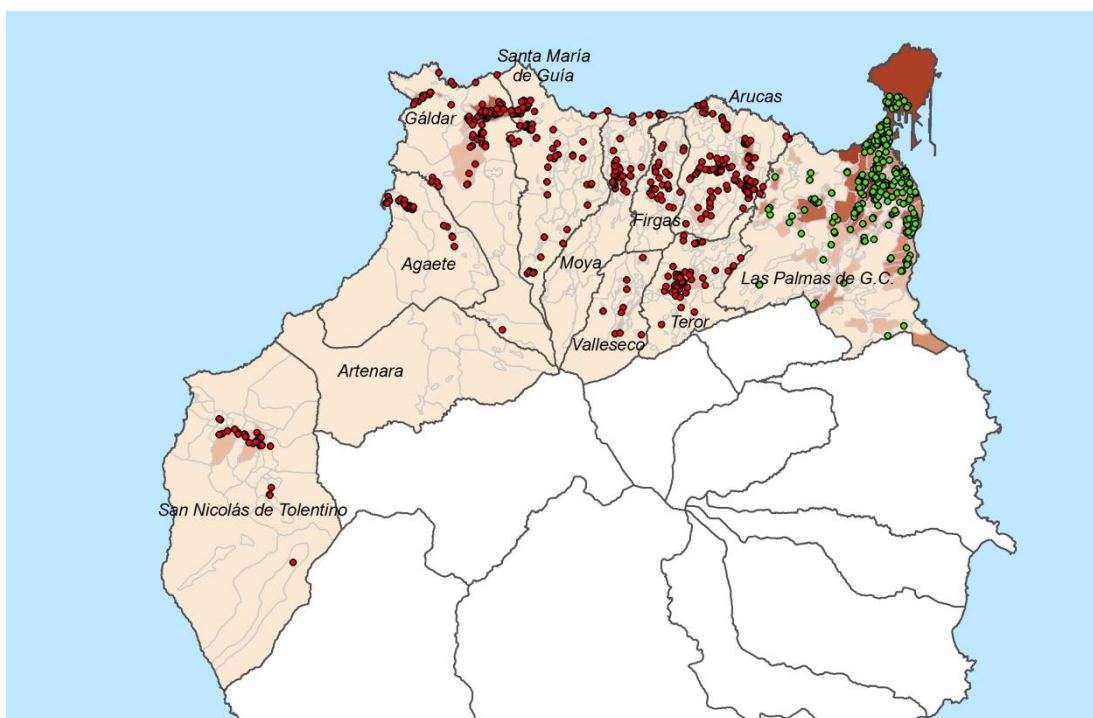 Santa María
de Guía
Arucas
Gáldar
Firgas
Agaete
Moya
Las Palmas de G.C.
Teror
Valleseco
Artenara
San Nicolás de Tolentino